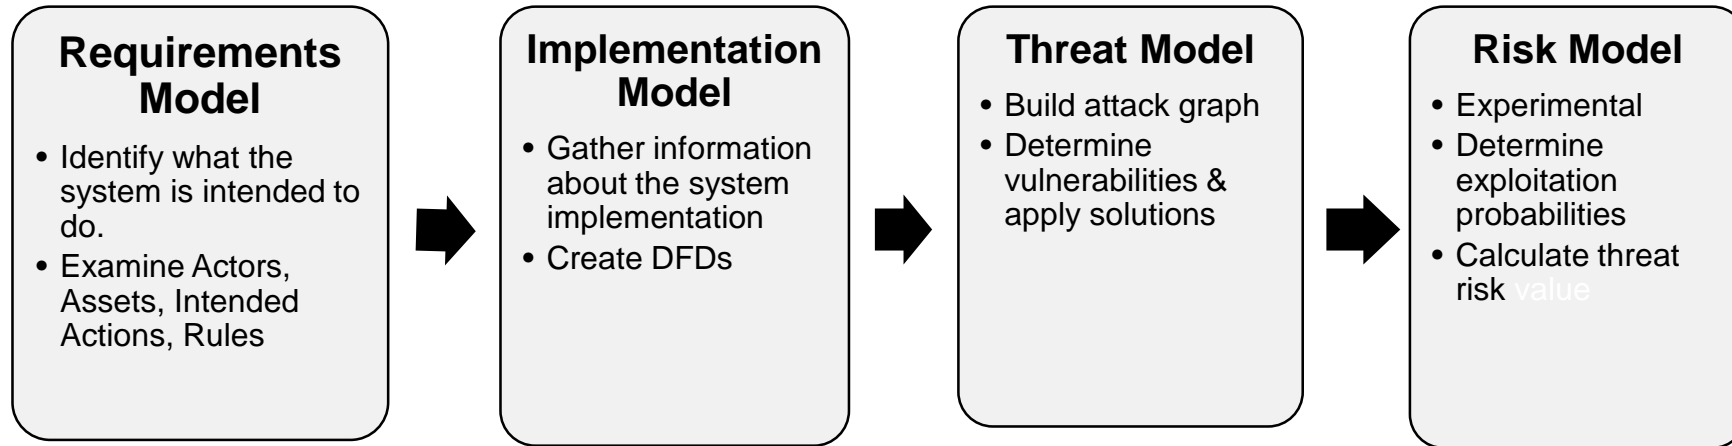 Requirements
Model
• Identify what the
system is intended to
do.
• Examine Actors,
Assets, Intended
Actions, Rules
Implementation
Model
• Gather information
about the system
implementation
• Create DFDs
Threat Model
• Build attack graph
• Determine
vulnerabilities &
apply solutions
Risk Model
• Experimental
• Determine
exploitation
probabilities
• Calculate threat
risk value